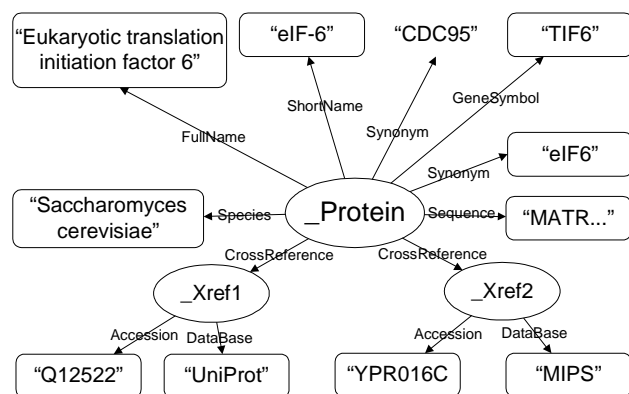 “Eukaryotic translation
initiation factor 6”
“eIF-6”
“CDC95”
“TIF6”
ShortName
GeneSymbol
FullName
Synonym
“eIF6”
Synonym
“Saccharomyces
cerevisiae”
Species
_Protein
Sequence
“MATR...”
CrossReference
CrossReference
_Xref1
_Xref2
Accession
DataBase
Accession
DataBase
“Q12522”
“UniProt”
“YPR016C
“MIPS”